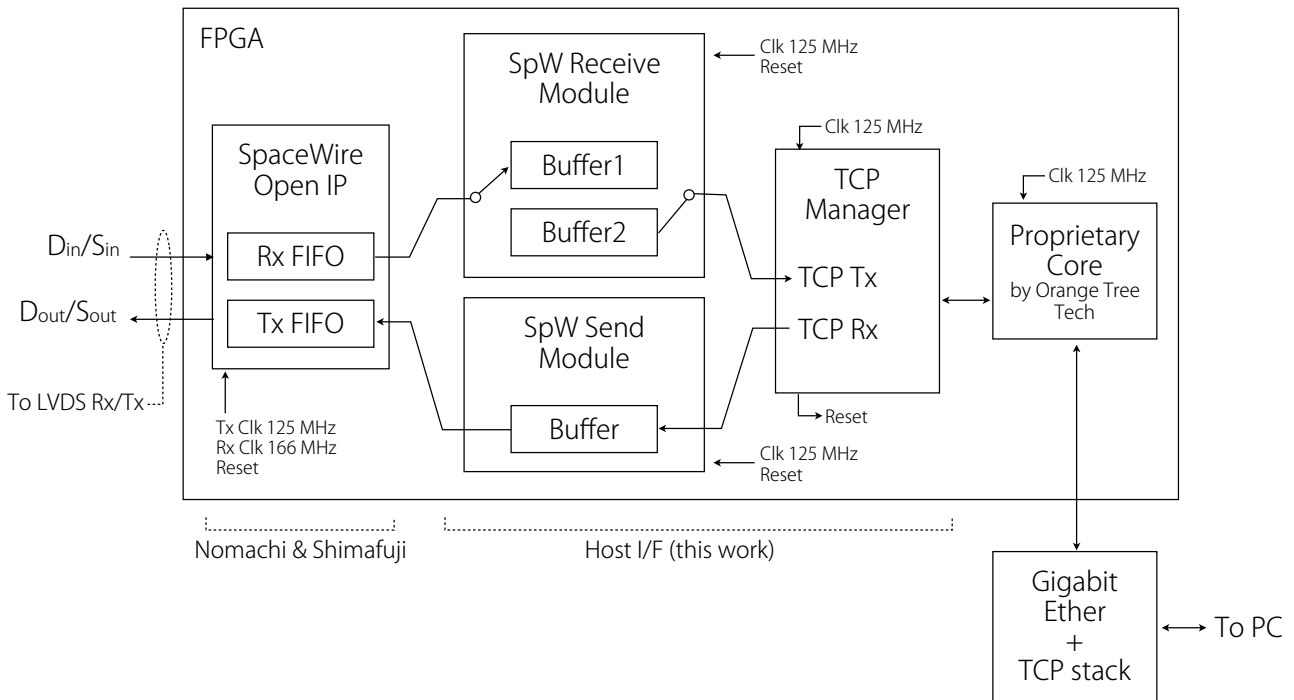 FPGA
SpW Receive
Module
Buffer1
Buffer2
Clk 125 MHz
Reset
SpaceWire
Open IP
Rx FIFO
Tx FIFO
Din/Sin
Dout/Sout
To LVDS Rx/Tx
Tx Clk 125 MHz
Rx Clk 166 MHz
Reset
SpW Send
Module
Buffer
Clk 125 MHz
Reset
Clk 125 MHz
TCP
Manager
TCP Tx
TCP Rx
Reset
Clk 125 MHz
Proprietary
Core
by Orange Tree
Tech
Nomachi & Shimafuji
Host I/F (this work)
Gigabit
Ether
+
TCP stack
To PC